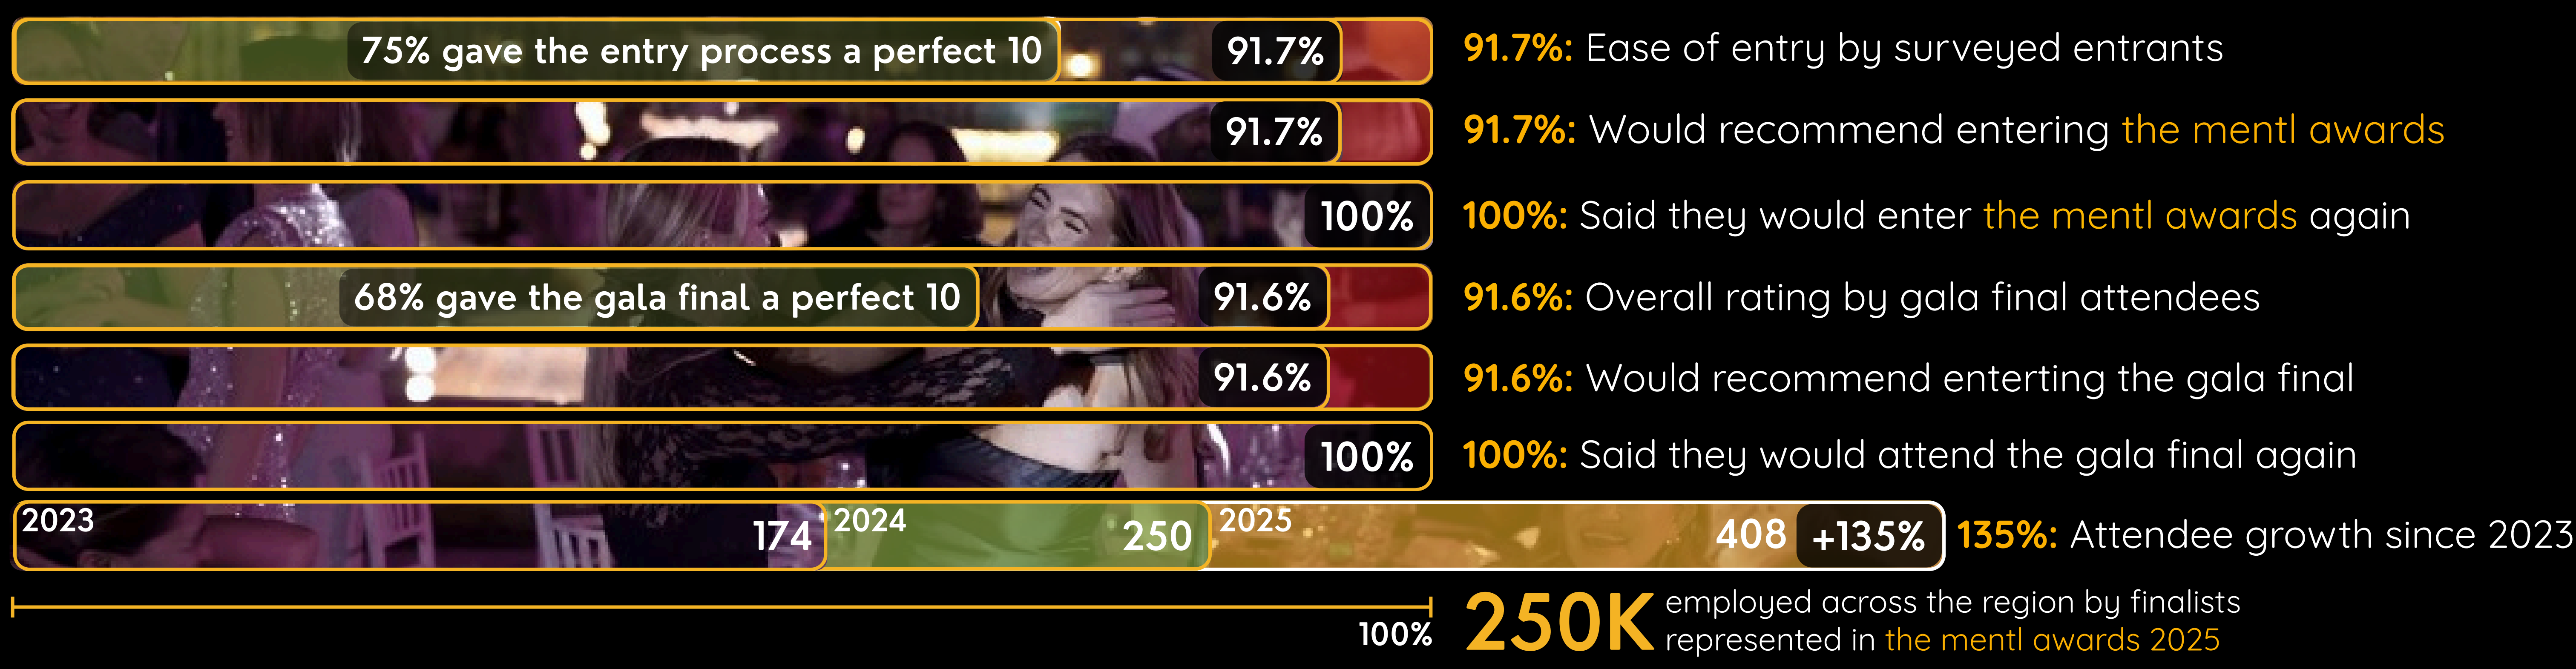 75% gave the entry process a perfect 10 91.7% 91.7%: Ease of entry by surveyed entrants
91.7% 91.7%: Would recommend entering the mentl awards
100% 100%: Said they would enter the mentl awards again
68% gave the gala final a perfect 10 91.6% 91.6%: Overall rating by gala final attendees
91.6% 91.6%: Would recommend enterting the gala final
100% 100%: Said they would attend the gala final again
2023 174 2024 250 2025 408 +135% 135%: Attendee growth since 2023
100%
250K employed across the region by finalists
represented in the mentl awards 2025